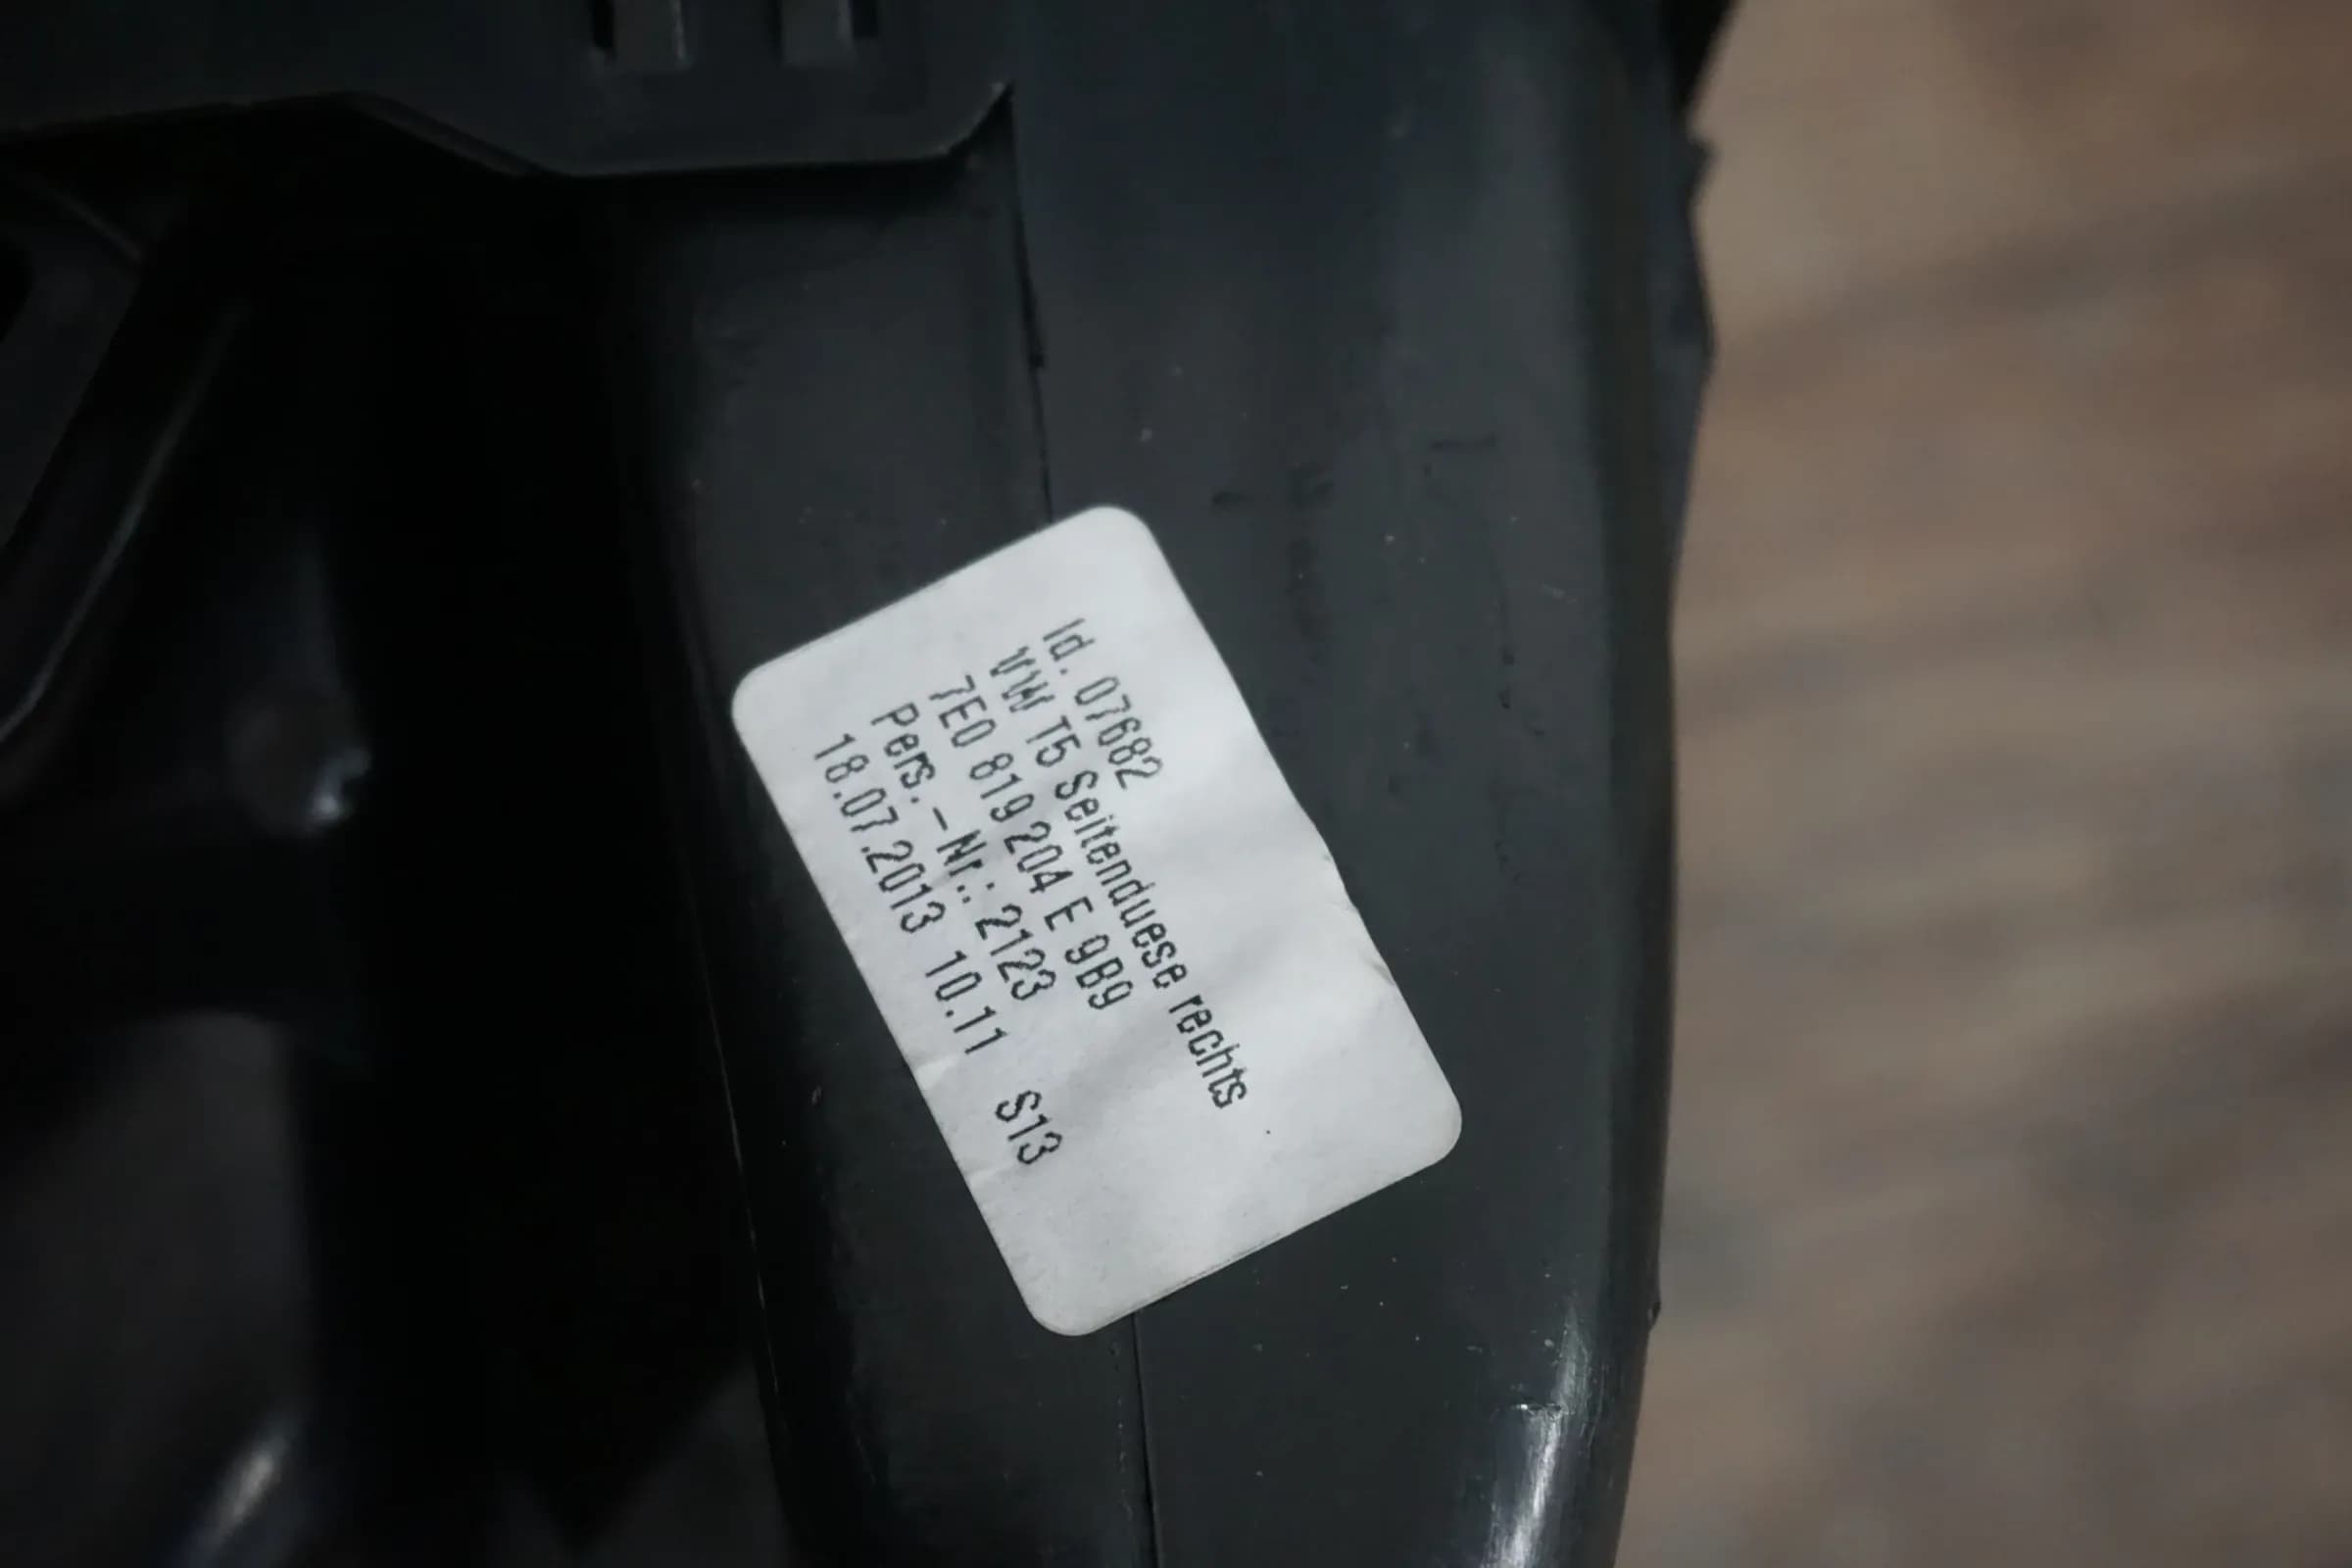 Id. 07682
VW T5 Seitenduese rechts
7E0 819 204 E 9B9
Pers.-Nr.: 2123
18.07.2013 10.11 S13